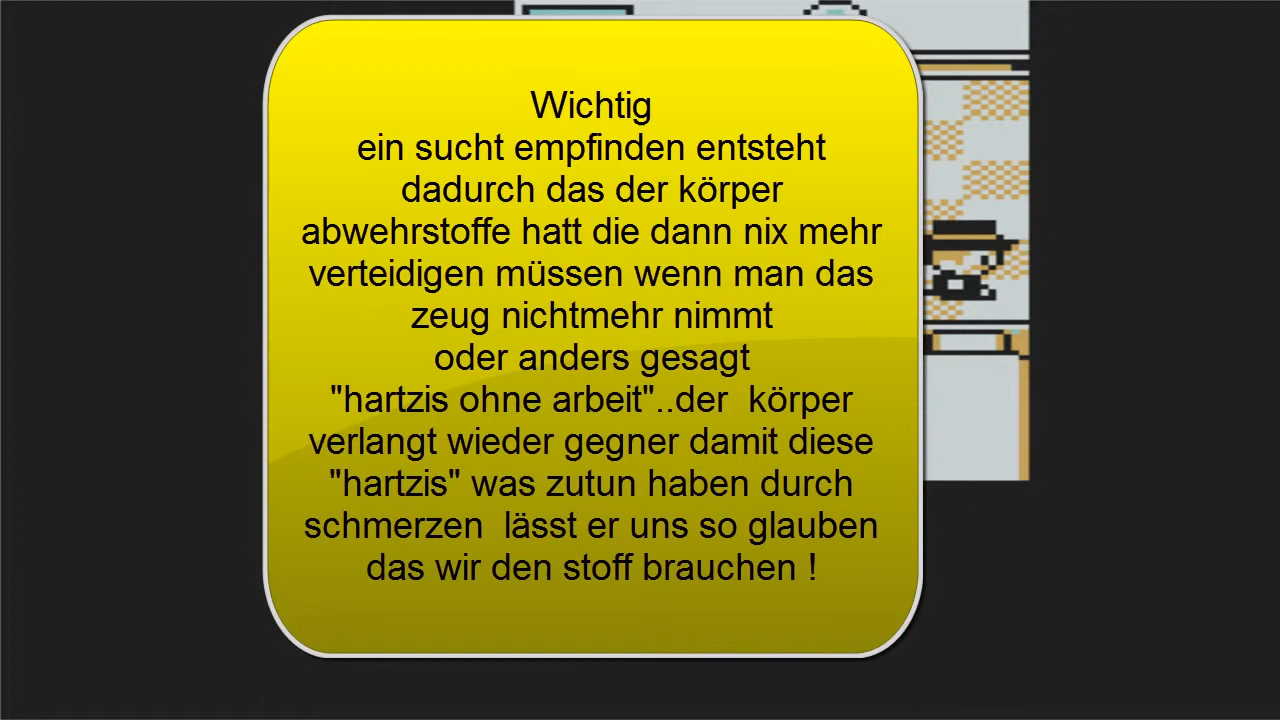 Wichtig
ein sucht empfinden entsteht
dadurch das der körper
abwehrstoffe hatt die dann nix mehr
verteidigen müssen wenn man das
zeug nichtmehr nimmt
oder anders gesagt
"hartzis ohne arbeit"..der  körper
verlangt wieder gegner damit diese
"hartzis" was zutun haben durch
schmerzen  lässt er uns so glauben
das wir den stoff brauchen !